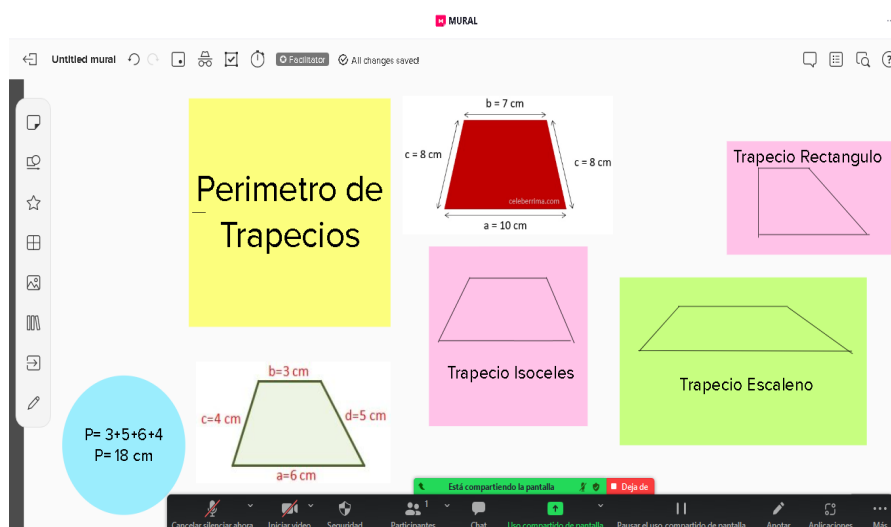 MURAL
Untitled mural
Facilitator
All changes saved
Perimetro de
Trapecios
b = 7 cm
c = 8 cm
c = 8 cm
celeberrima.com
a = 10 cm
Trapecio Rectangulo
Trapecio Isoceles
Trapecio Escaleno
b=3 cm
c=4 cm
d=5 cm
a=6 cm
P= 3+5+6+4
P= 18 cm
Está compartiendo la pantalla
Deja de
Cancelar silenciar ahora
Iniciar video
Seguridad
1
Participantes
Chat
Uso compartido de pantalla
Pausar el uso compartido de pantalla
Anotar
Aplicaciones
Más